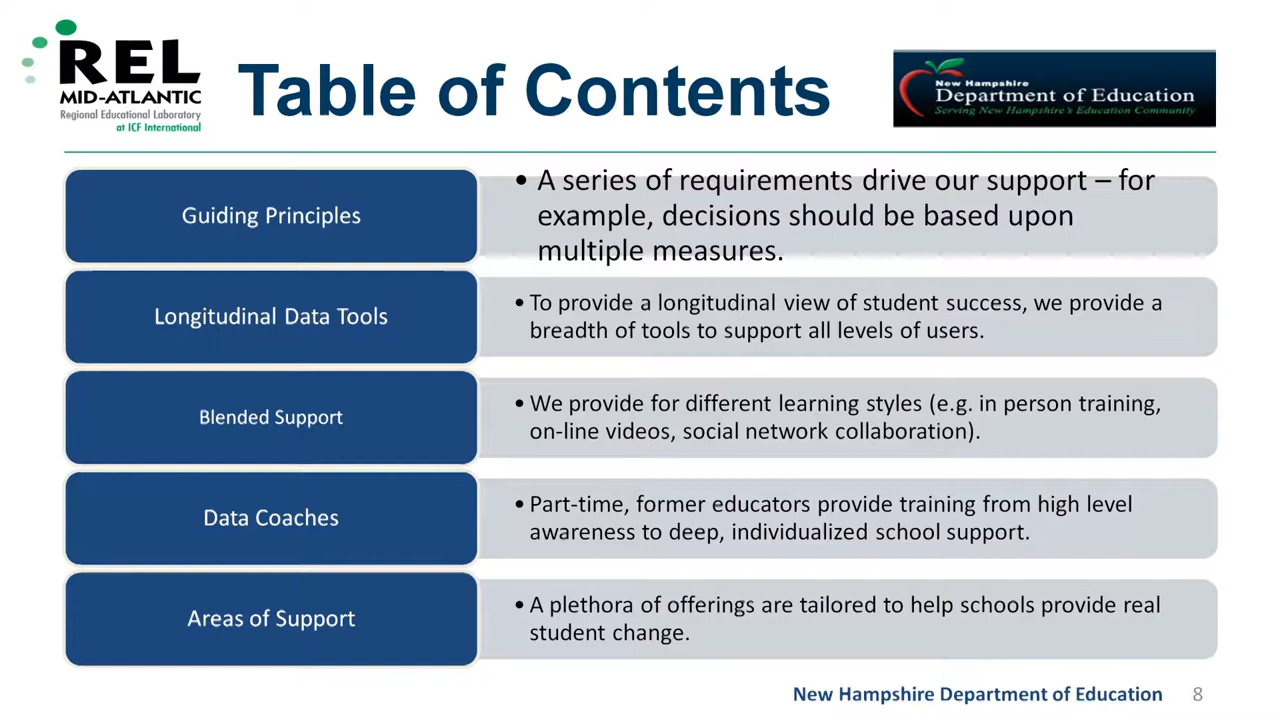 REL
MID-ATLANTIC
Regional Educational Laboratory
at ICF International
Table of Contents
New Hampshire
Department of Education
Serving New Hampshire's Education Community
Guiding Principles
• A series of requirements drive our support – for
example, decisions should be based upon
multiple measures.
Longitudinal Data Tools
• To provide a longitudinal view of student success, we provide a
breadth of tools to support all levels of users.
Blended Support
• We provide for different learning styles (e.g. in person training,
on-line videos, social network collaboration).
Data Coaches
• Part-time, former educators provide training from high level
awareness to deep, individualized school support.
Areas of Support
• A plethora of offerings are tailored to help schools provide real
student change.
New Hampshire Department of Education 8